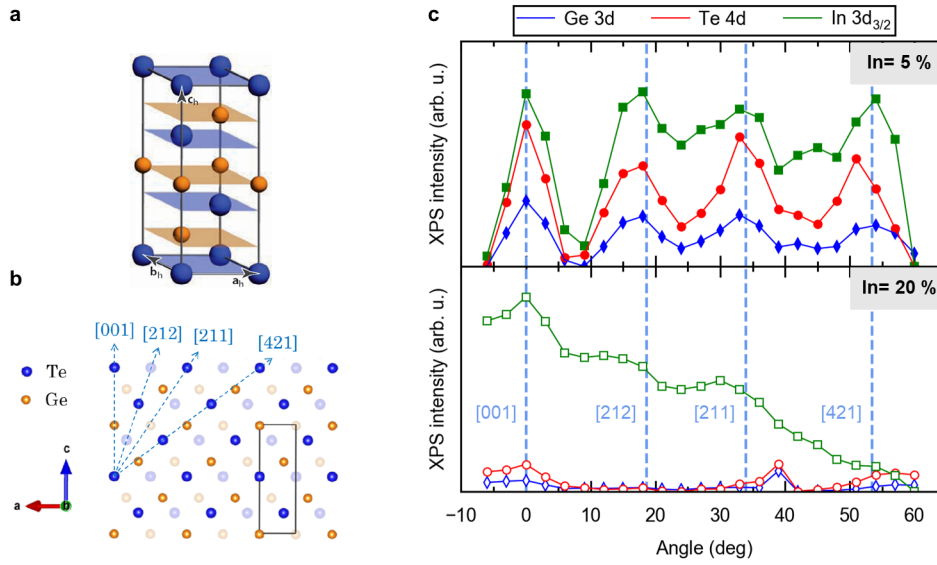 a
c_h
b_h
a_h
b
[001] [212] [211] [421]
Te
Ge
c
a
b
c
Ge 3d Te 4d In 3d_{3/2}
XPS intensity (arb. u.)
In= 5 %
XPS intensity (arb. u.)
In= 20 %
[001] [212] [211] [421]
−10 0 10 20 30 40 50 60
Angle (deg)